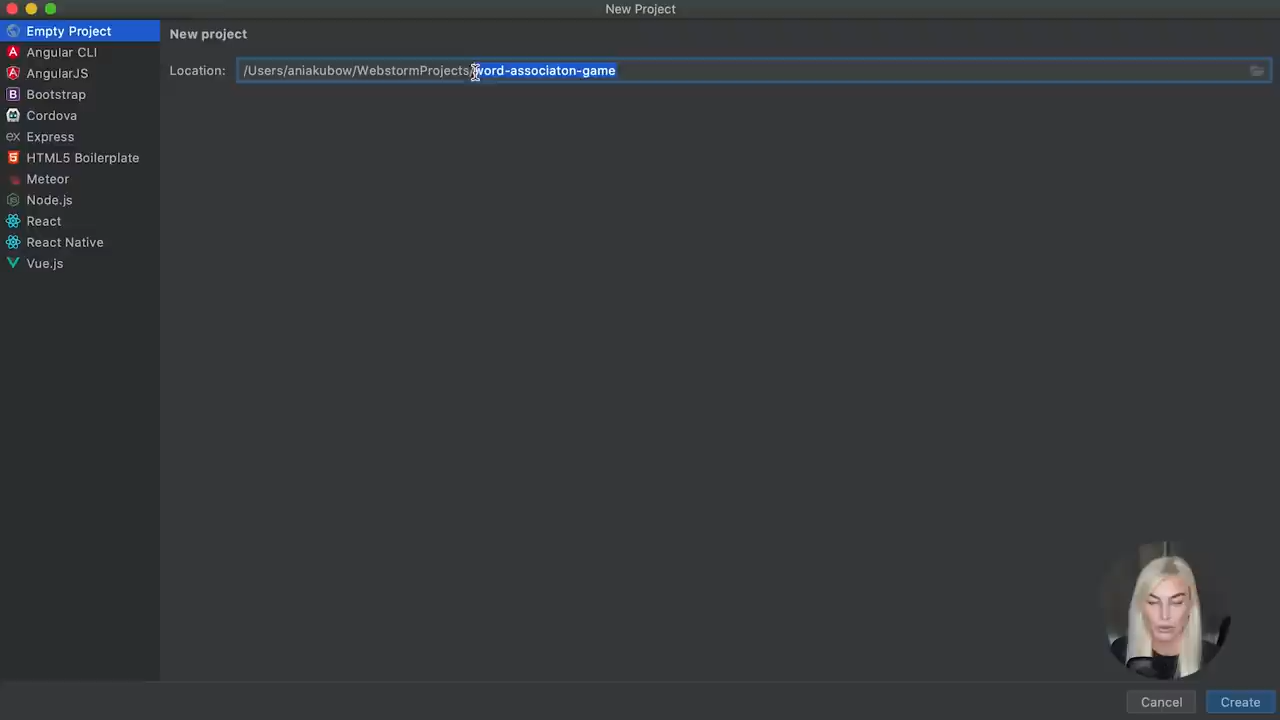 New Project
Empty Project
Angular CLI
AngularJS
Bootstrap
Cordova
Express
HTML5 Boilerplate
Meteor
Node.js
React
React Native
Vue.js
New project
Location: /Users/aniakubow/WebstormProjects/word-associaton-game
Cancel
Create